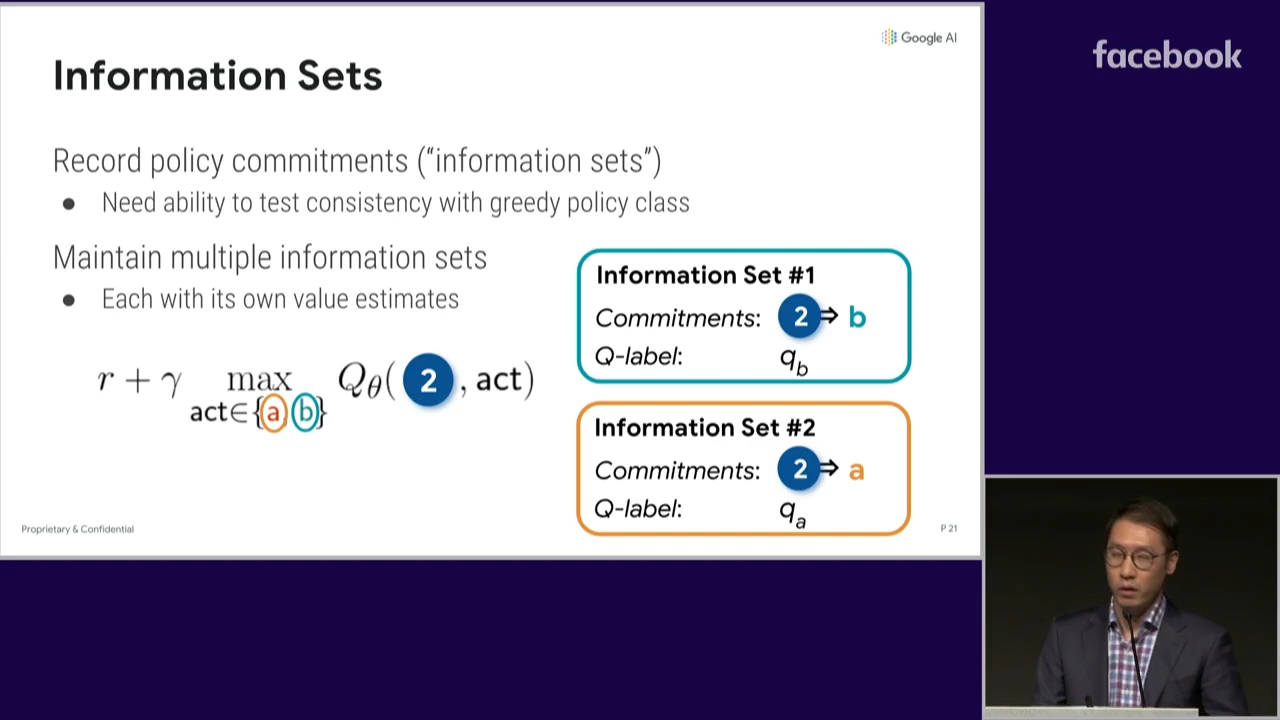 Google AI
facebook
Information Sets
Record policy commitments (“information sets”)
● Need ability to test consistency with greedy policy class
Maintain multiple information sets
● Each with its own value estimates
r + γ max Qθ( 2 , act)
act∈{a b}
Information Set #1
Commitments: 2 ⇒ b
Q-label: q_b
Information Set #2
Commitments: 2 ⇒ a
Q-label: q_a
Proprietary & Confidential
P 21